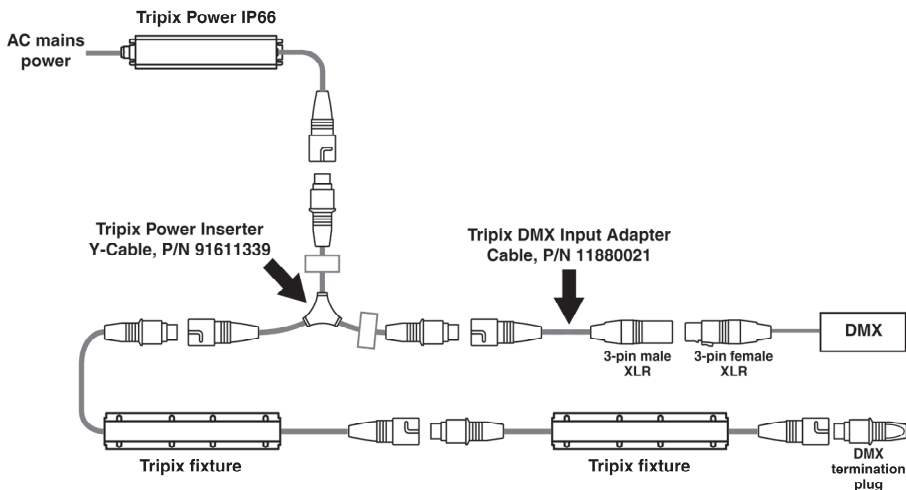 Tripix Power IP66
AC mains
power
Tripix Power Inserter
Y-Cable, P/N 91611339
Tripix DMX Input Adapter
Cable, P/N 11880021
3-pin male
XLR
3-pin female
XLR
DMX
Tripix fixture
Tripix fixture
DMX
termination
plug